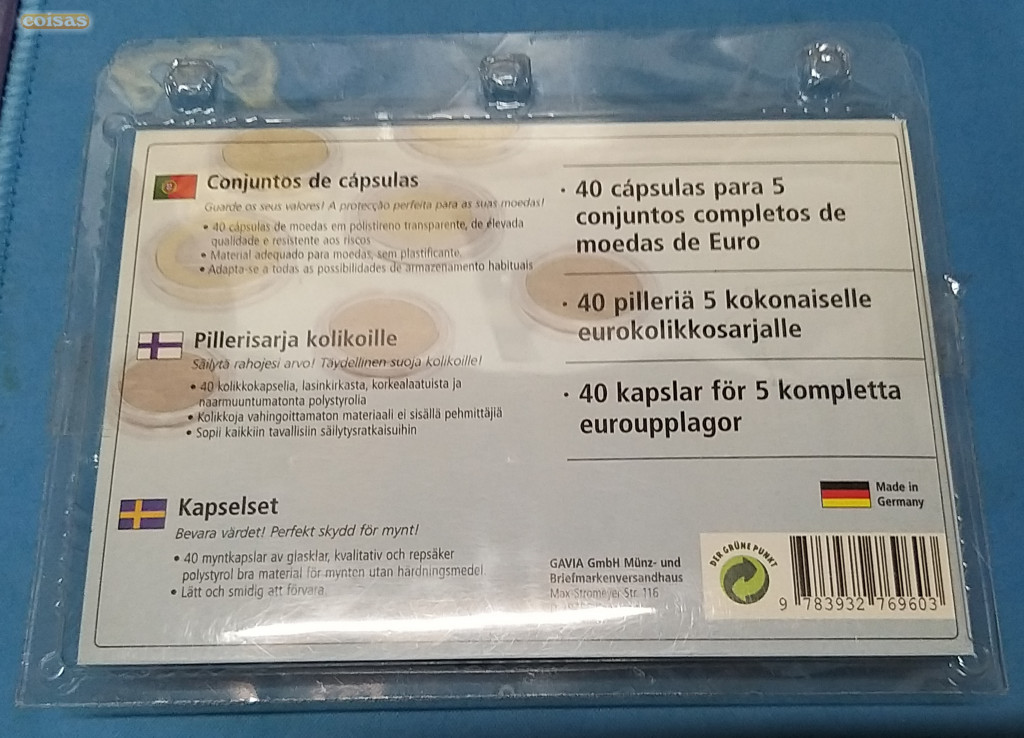 coisas
Conjuntos de cápsulas
Guarde os seus valores! A protecção perfeita para as suas moedas!
• 40 cápsulas de moedas em polistireno transparente, de elevada
qualidade e resistente aos riscos
• Material adequado para moedas, sem plastificante.
• Adapta-se a todas as possibilidades de armazenamento habituais
Pillerisarja kolikoille
Säilytä rahojesi arvo! Täydellinen suoja kolikoille!
• 40 kolikkokapselia, lasinkirkasta, korkealaatuista ja
naarmuuntumatonta polystyrolia
• Kolikkoja vahingoittamaton materiaali ei sisällä pehmittäjiä
• Sopii kaikkiin tavallisiin säilytysratkaisuihin
Kapselset
Bevara värdet! Perfekt skydd för mynt!
• 40 myntkapslar av glasklar, kvalitativ och repsäker
polystyrol bra material för mynten utan härdningsmedel.
• Lätt och smidig att förvara.
· 40 cápsulas para 5
conjuntos completos de
moedas de Euro
· 40 pilleriä 5 kokonaiselle
eurokolikkosarjalle
· 40 kapslar för 5 kompletta
euroupplagor
Made in
Germany
GAVIA GmbH Münz- und
Briefmarkenversandhaus
Max-Stromeyer Str. 116
DER GRÜNE PUNKT
9 783932 769603